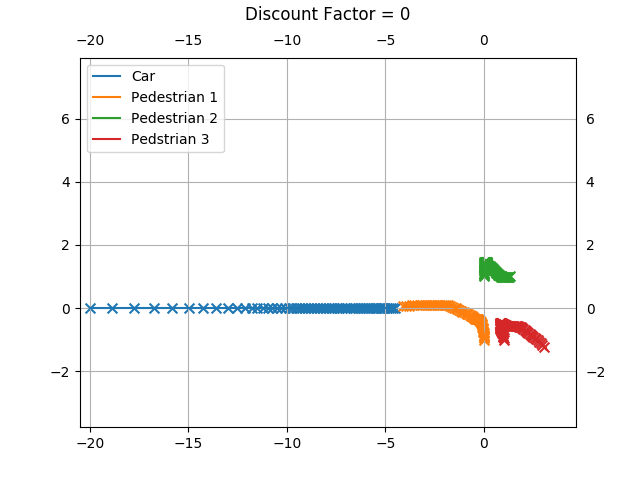 Discount Factor = 0
−20 −15 −10 −5 0
Car
Pedestrian 1
Pedestrian 2
Pedstrian 3
6 6
4 4
2 2
0 0
−2 −2
−20 −15 −10 −5 0